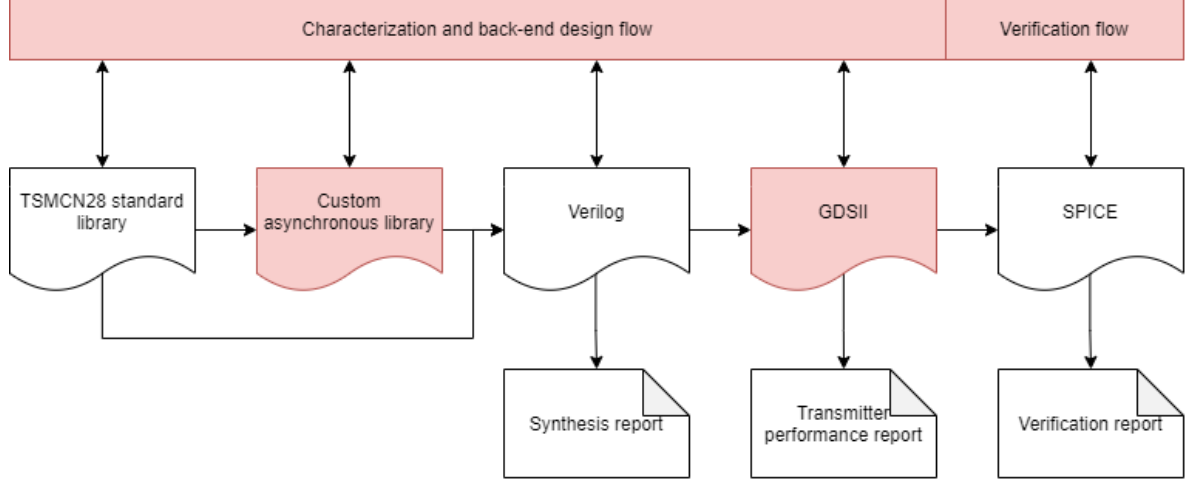 Characterization and back-end design flow
Verification flow
TSMCN28 standard
library
Custom
asynchronous library
Verilog
GDSII
SPICE
Synthesis report
Transmitter
performance report
Verification report